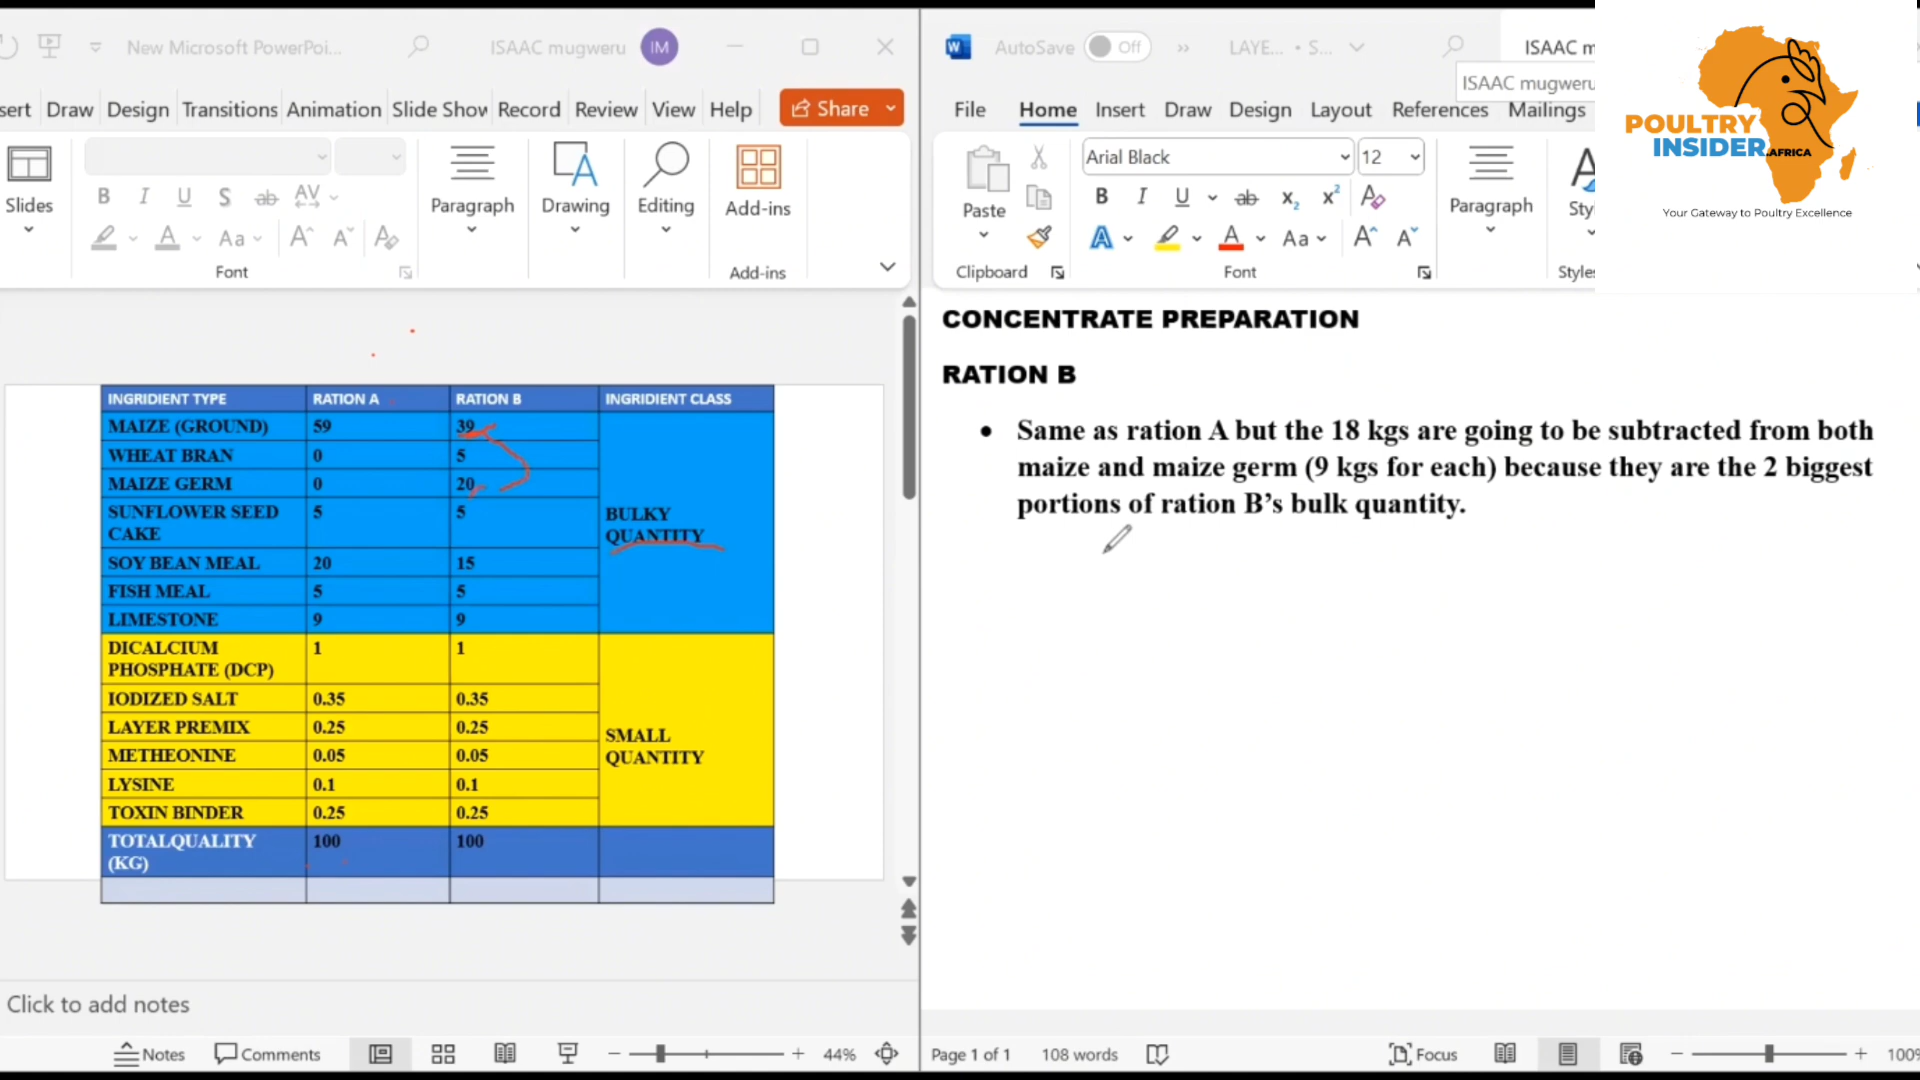 New Microsoft PowerPoi...
ISAAC mugweru
IM
sert
Draw
Design
Transitions
Animation
Slide Show
Record
Review
View
Help
Share
Slides
Font
Paragraph
Drawing
Editing
Add-ins
Add-ins
INGRIDIENT TYPE RATION A RATION B INGRIDIENT CLASS
MAIZE (GROUND) 59 39
WHEAT BRAN 0 5
MAIZE GERM 0 20
SUNFLOWER SEED CAKE 5 5
BULKY QUANTITY
SOY BEAN MEAL 20 15
FISH MEAL 5 5
LIMESTONE 9 9
DICALCIUM PHOSPHATE (DCP) 1 1
IODIZED SALT 0.35 0.35
LAYER PREMIX 0.25 0.25
SMALL QUANTITY
METHEONINE 0.05 0.05
LYSINE 0.1 0.1
TOXIN BINDER 0.25 0.25
TOTALQUALITY (KG) 100 100
Click to add notes
Notes
Comments
44%
AutoSave
Off
LAYE... • S...
ISAAC m
ISAAC mugweru
File
Home
Insert
Draw
Design
Layout
References
Mailings
Paste
Clipboard
Arial Black
12
Font
Paragraph
Sty
Styles
POULTRY
INSIDER.AFRICA
Your Gateway to Poultry Excellence
CONCENTRATE PREPARATION
RATION B
• Same as ration A but the 18 kgs are going to be subtracted from both
maize and maize germ (9 kgs for each) because they are the 2 biggest
portions of ration B’s bulk quantity.
Page 1 of 1
108 words
Focus
100%